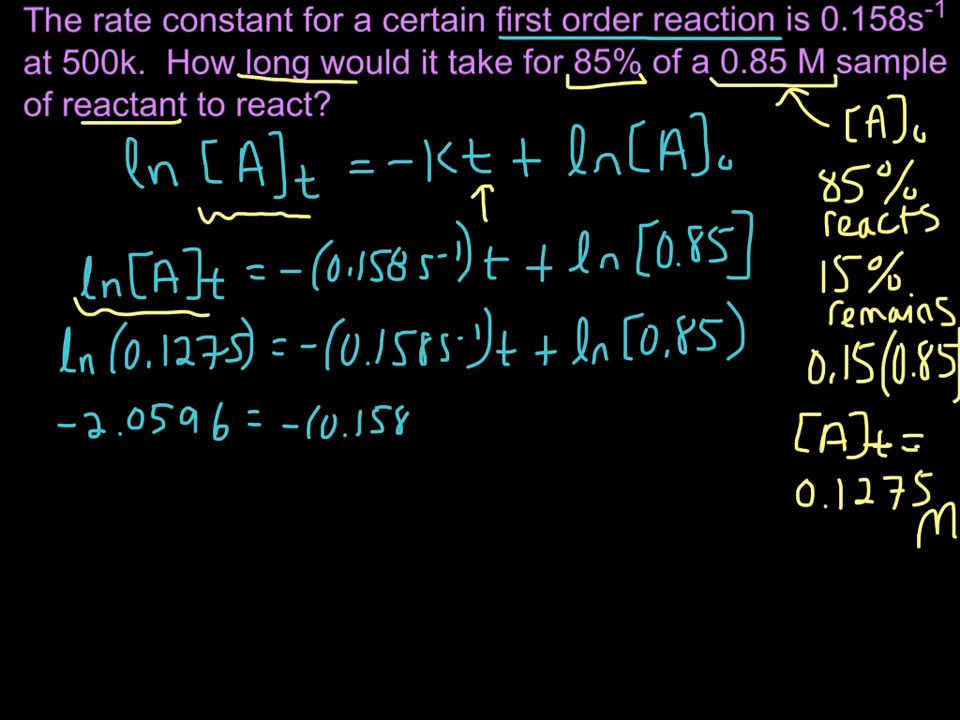 The rate constant for a certain first order reaction is 0.158s⁻¹
at 500k. How long would it take for 85% of a 0.85 M sample
of reactant to react?
ln [A]t = -Kt + ln[A]₀
ln[A]t = -(0.158s⁻¹)t + ln[0.85]
ln(0.1275) = -(0.158s⁻¹)t + ln[0.85)
-2.0596 = -(0.158
[A]₀
85%
reacts
15%
remains
0.15(0.85)
[A]t =
0.1275
M